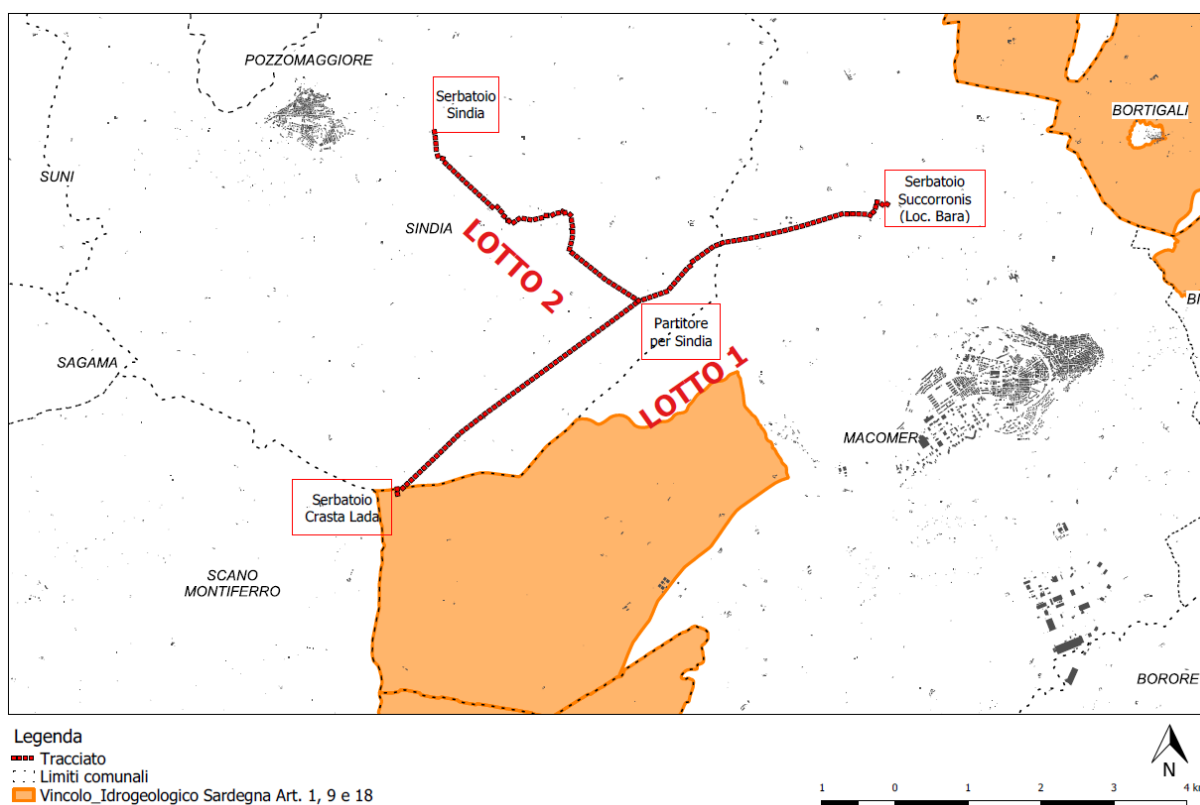 POZZOMAGGIORE
Serbatoio
Sindia
BORTIGALI
SUNI
Serbatoio
Succorronis
(Loc. Bara)
SINDIA
LOTTO 2
BI
Partitore
per Sindia
SAGAMA
LOTTO 1
MACOMER
Serbatoio
Crasta Lada
SCANO
MONTIFERRO
BORORE
Legenda
Tracciato
Limiti comunali
Vincolo_Idrogeologico Sardegna Art. 1, 9 e 18
N
1 0 1 2 3 4 km